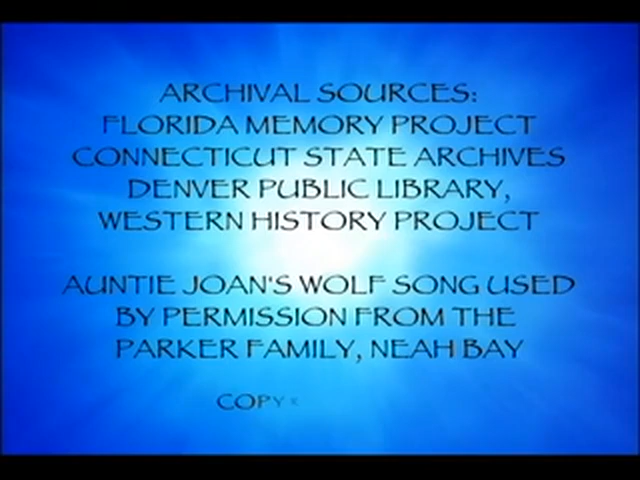 ARCHIVAL SOURCES:
FLORIDA MEMORY PROJECT
CONNECTICUT STATE ARCHIVES
DENVER PUBLIC LIBRARY,
WESTERN HISTORY PROJECT
AUNTIE JOAN'S WOLF SONG USED
BY PERMISSION FROM THE
PARKER FAMILY, NEAH BAY
COPYR